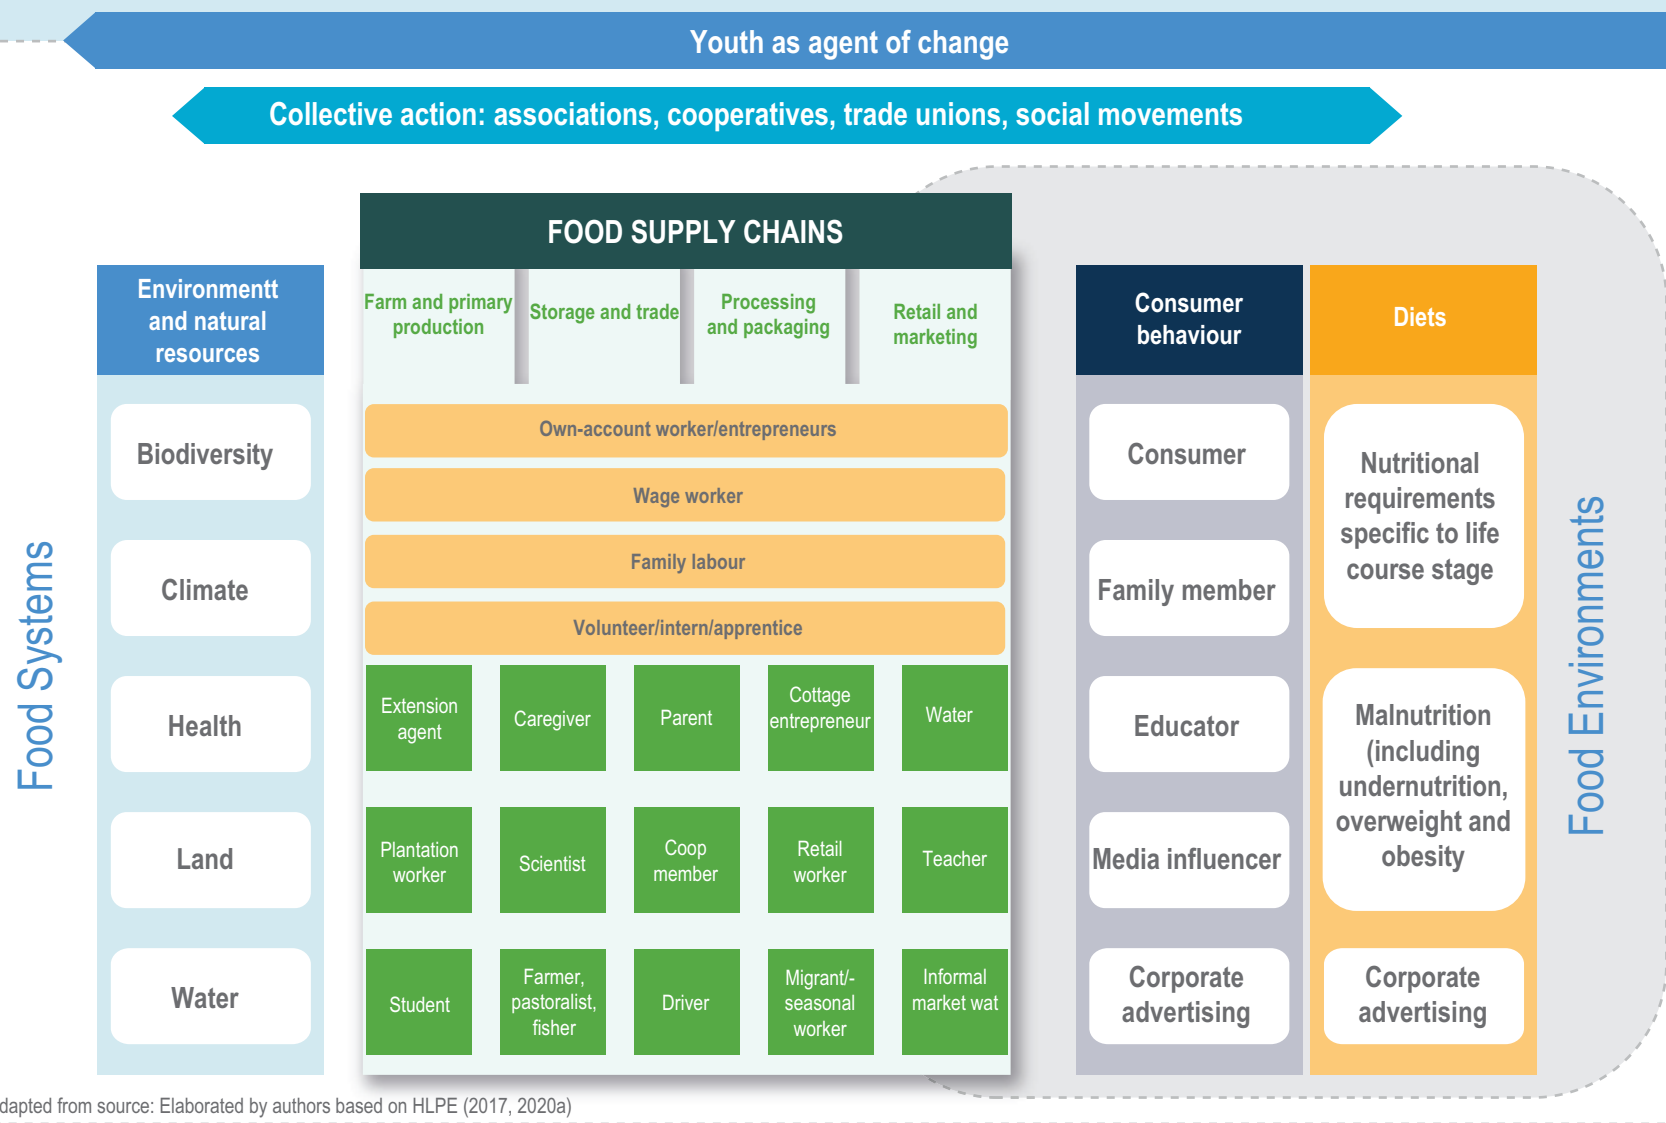 Youth as agent of change
Collective action: associations, cooperatives, trade unions, social movements
Food Systems
Environmentt
and natural
resources
Biodiversity
Climate
Health
Land
Water
FOOD SUPPLY CHAINS
Farm and primary
production
Storage and trade
Processing
and packaging
Retail and
marketing
Own-account worker/entrepreneurs
Wage worker
Family labour
Volunteer/intern/apprentice
Extension
agent
Caregiver
Parent
Cottage
entrepreneur
Water
Plantation
worker
Scientist
Coop
member
Retail
worker
Teacher
Student
Farmer,
pastoralist,
fisher
Driver
Migrant/-
seasonal
worker
Informal
market wat
Consumer
behaviour
Consumer
Family member
Educator
Media influencer
Corporate
advertising
Diets
Nutritional
requirements
specific to life
course stage
Malnutrition
(including
undernutrition,
overweight and
obesity
Corporate
advertising
Food Environments
dapted from source: Elaborated by authors based on HLPE (2017, 2020a)